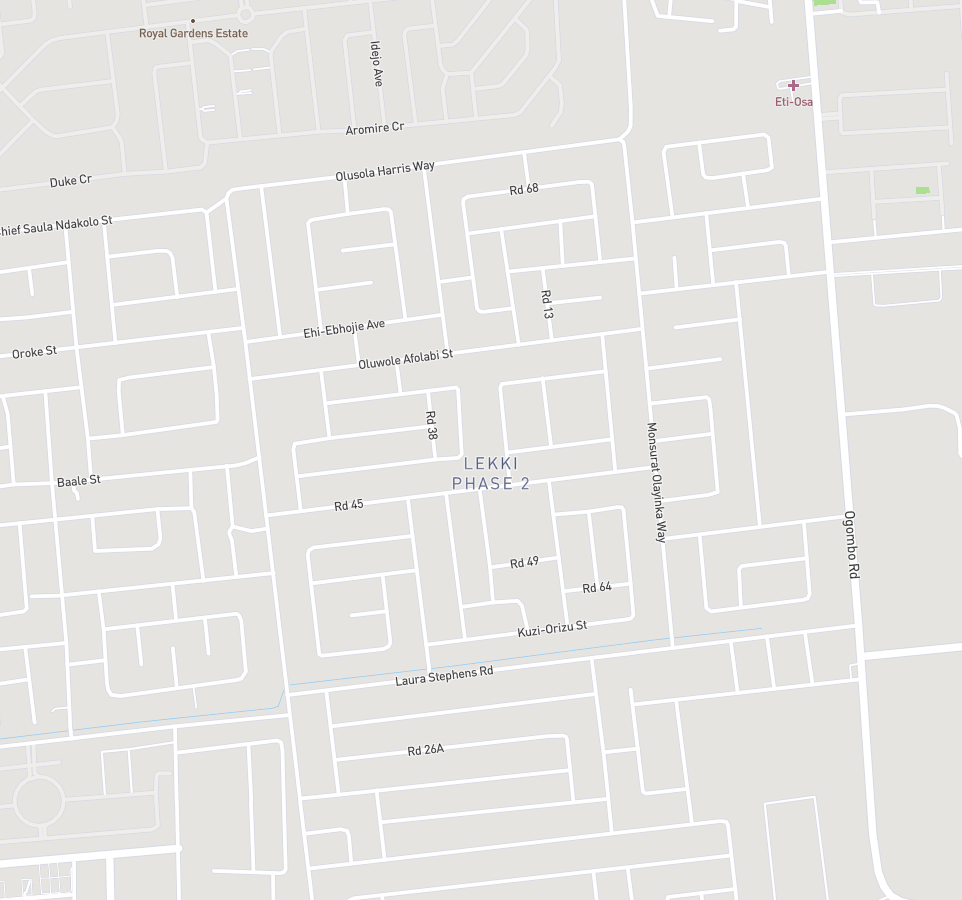 Royal Gardens Estate
Idejo Ave
Eti-Osa
Aromire Cr
Olusola Harris Way
Duke Cr
Rd 68
hief Saula Ndakolo St
Rd 13
Ehi-Ebhojie Ave
Oroke St
Oluwole Afolabi St
Rd 38
LEKKI
PHASE 2
Monsurat Olayinka Way
Baale St
Rd 45
Ogombo Rd
Rd 49
Rd 64
Kuzi-Orizu St
Laura Stephens Rd
Rd 26A